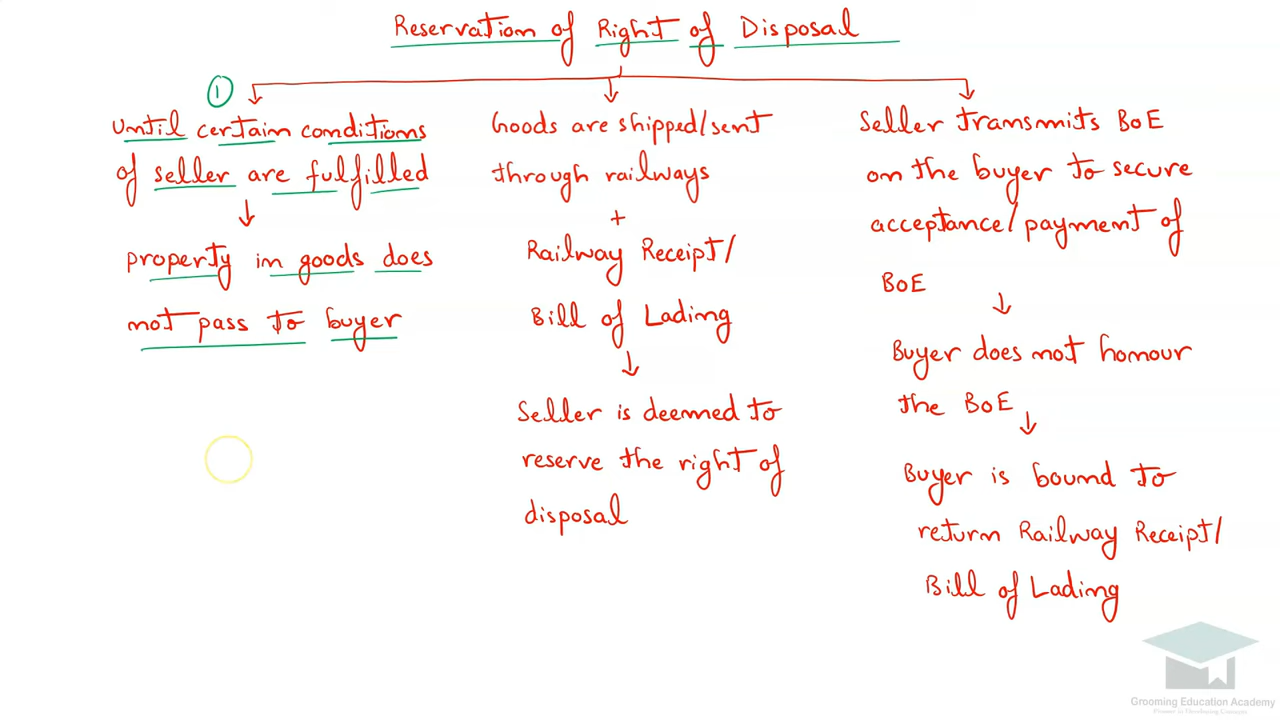 Reservation of Right of Disposal
①
Until certain conditions
of seller are fulfilled
property in goods does
not pass to buyer
Goods are shipped/sent
through railways
+
Railway Receipt/
Bill of Lading
Seller is deemed to
reserve the right of
disposal
Seller transmits BoE
on the buyer to secure
acceptance/payment of
BoE
Buyer does not honour
the BoE
Buyer is bound to
return Railway Receipt/
Bill of Lading
Grooming Education Academy